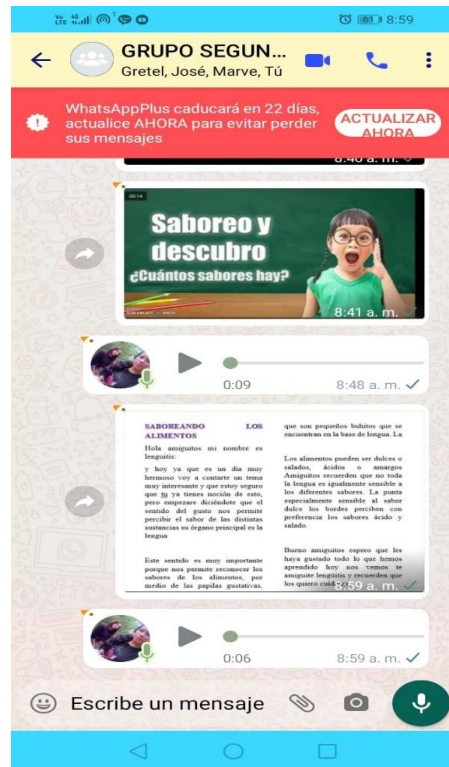 8:59
GRUPO SEGUN...
Gretel, José, Marve, Tú
WhatsAppPlus caducará en 22 días,
actualice AHORA para evitar perder
sus mensajes
ACTUALIZAR
AHORA
8:40 a. m.
00:14
Saboreo y
descubro
¿Cuántos sabores hay?
8:41 a. m.
0:09
8:48 a. m.
SABOREANDO LOS
ALIMENTOS
Hola amiguitos mi nombre es
lenguitis:
y hoy ya que es un día muy
hermoso voy a contarte un tema
muy interesante y que estoy seguro
que tu ya tienes noción de esto,
pero empezare diciéndote que el
sentido del gusto nos permite
percibir el sabor de las distintas
sustancias su órgano principal es la
lengua
Este sentido es muy importante
porque nos permite reconocer los
sabores de los alimentos, por
medio de las papilas gustativas,
que son pequeños bultitos que se
encuentran en la base de lengua. La
Los alimentos pueden ser dulces o
salados, ácidos o amargos
Amiguitos recuerden que no toda
la lengua es igualmente sensible a
los diferentes sabores. La punta
especialmente sensible al sabor
dulce los bordes perciben con
preferencia los sabores ácido y
salado.
Bueno amiguitos espero que les
haya gustado todo lo que hemos
aprendido hoy nos vemos te
amiguite lengüitis y recuerden que
los quiero
8:59 a. m.
0:06
8:59 a. m.
Escribe un mensaje